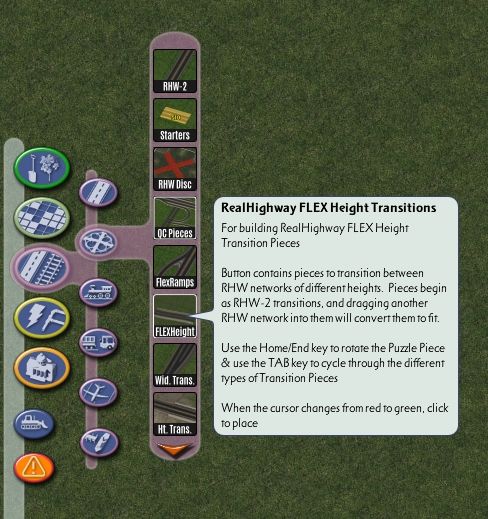 RHW-2
Starters
RHW Disc
QC Pieces
FlexRamps
FLEXHeight
Wid. Trans.
Ht. Trans.
RealHighway FLEX Height Transitions
For building RealHighway FLEX Height
Transition Pieces
Button contains pieces to transition between
RHW networks of different heights. Pieces begin
as RHW-2 transitions, and dragging another
RHW network into them will convert them to fit.
Use the Home/End key to rotate the Puzzle Piece
& use the TAB key to cycle through the different
types of Transition Pieces
When the cursor changes from red to green, click
to place